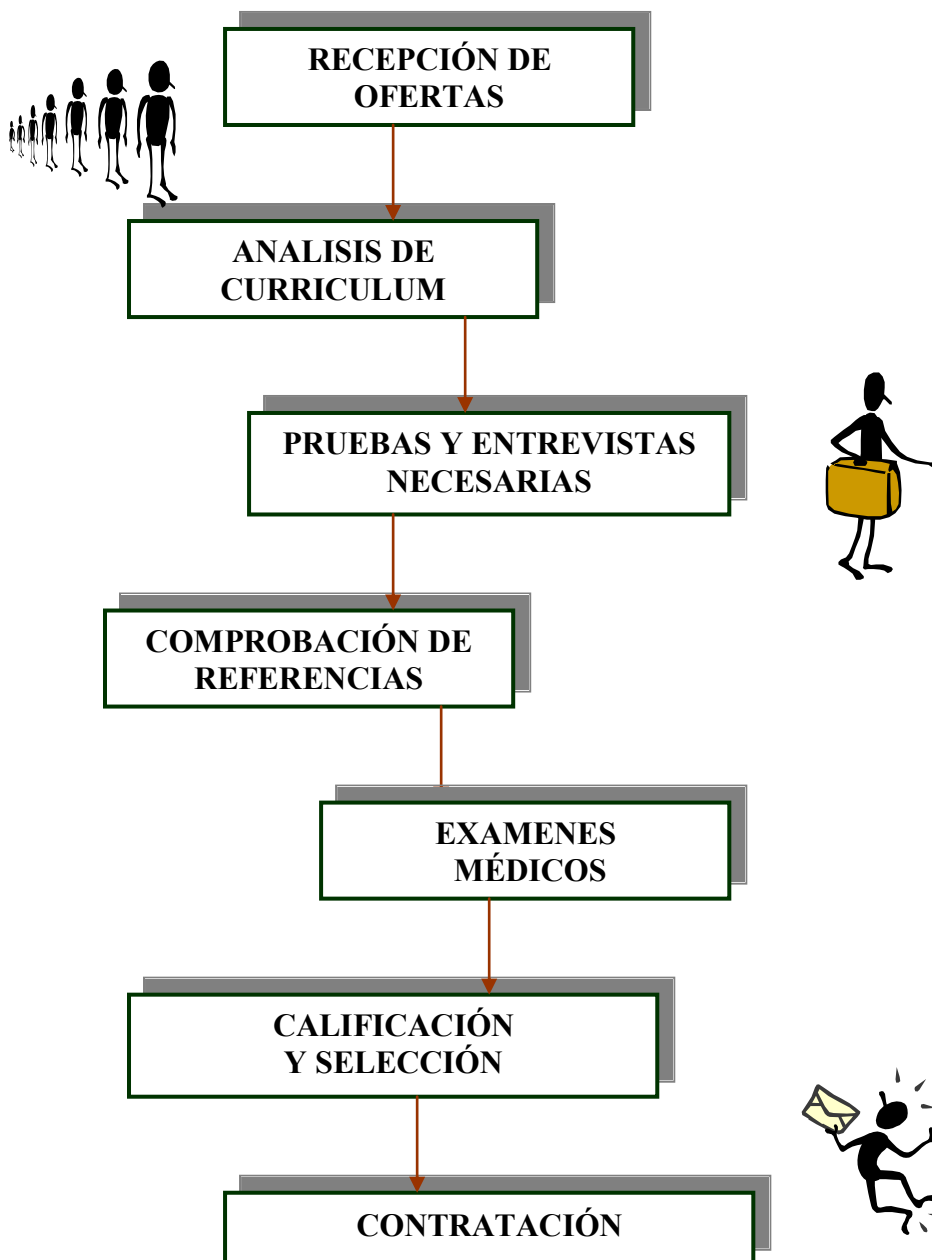 RECEPCIÓN DE
OFERTAS
ANALISIS DE
CURRICULUM
PRUEBAS Y ENTREVISTAS
NECESARIAS
COMPROBACIÓN DE
REFERENCIAS
EXAMENES
MÉDICOS
CALIFICACIÓN
Y SELECCIÓN
CONTRATACIÓN